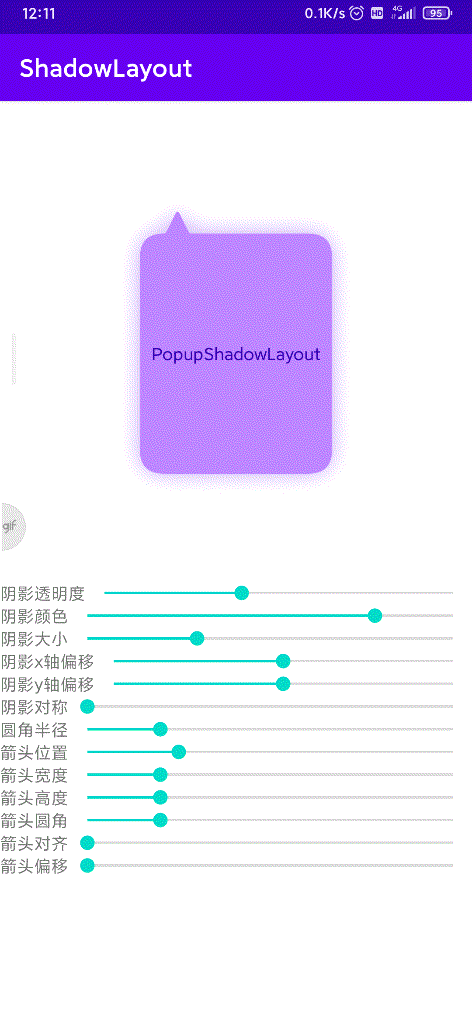 12:11 0.1K/s HD 4G 95
ShadowLayout
PopupShadowLayout
gif
阴影透明度
阴影颜色
阴影大小
阴影x轴偏移
阴影y轴偏移
阴影对称
圆角半径
箭头位置
箭头宽度
箭头高度
箭头圆角
箭头对齐
箭头偏移